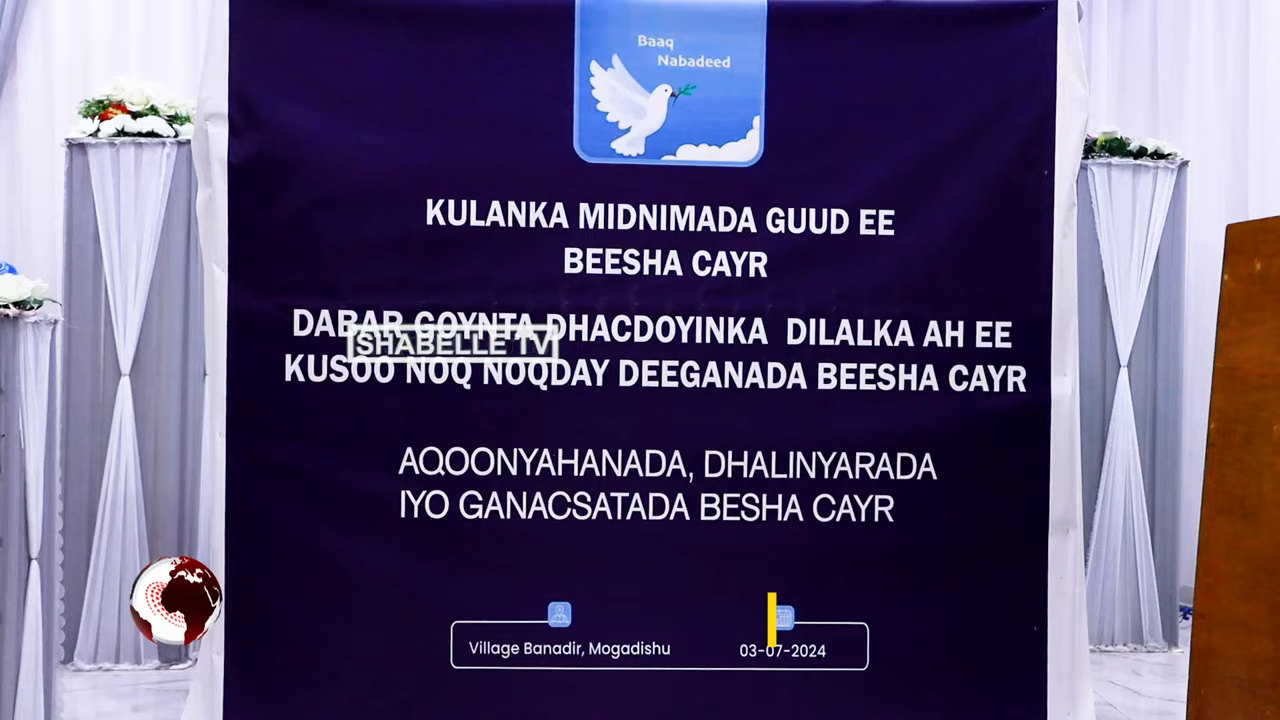 Baaq
Nabadeed
KULANKA MIDNIMADA GUUD EE
BEESHA CAYR
DABAR GOYNTA DHACDOYINKA DILALKA AH EE
SHABELLE TV
KUSOO NOQ NOQDAY DEEGANADA BEESHA CAYR
AQOONYAHANADA, DHALINYARADA
IYO GANACSATADA BESHA CAYR
Village Banadir, Mogadishu
03-07-2024